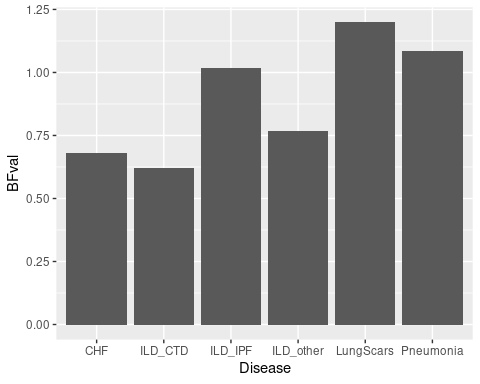 1.25
1.00
0.75
0.50
0.25
0.00
BFval
CHF ILD_CTD ILD_IPF ILD_other LungScars Pneumonia
Disease